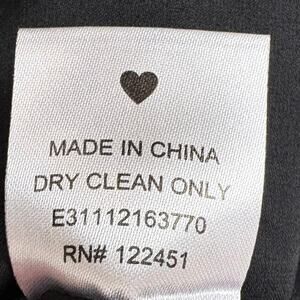 MADE IN CHINA
DRY CLEAN ONLY
E31112163770
RN# 122451